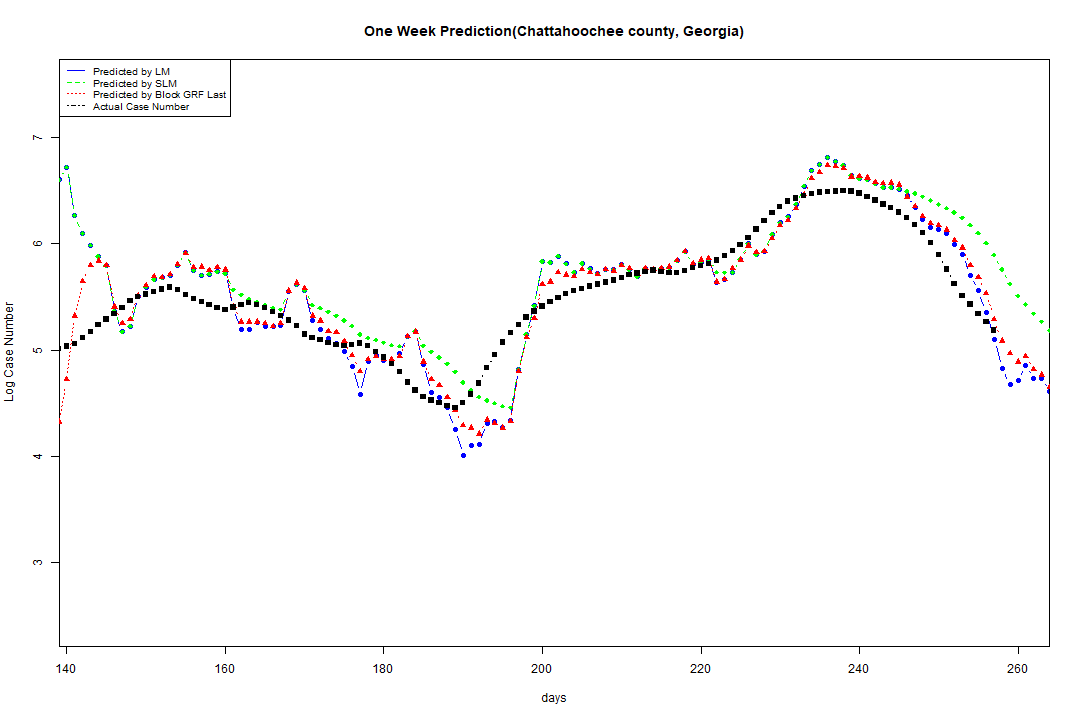 One Week Prediction(Chattahoochee county, Georgia)
Predicted by LM
Predicted by SLM
Predicted by Block GRF Last
Actual Case Number
7
6
5
4
3
Log Case Number
140 160 180 200 220 240 260
days